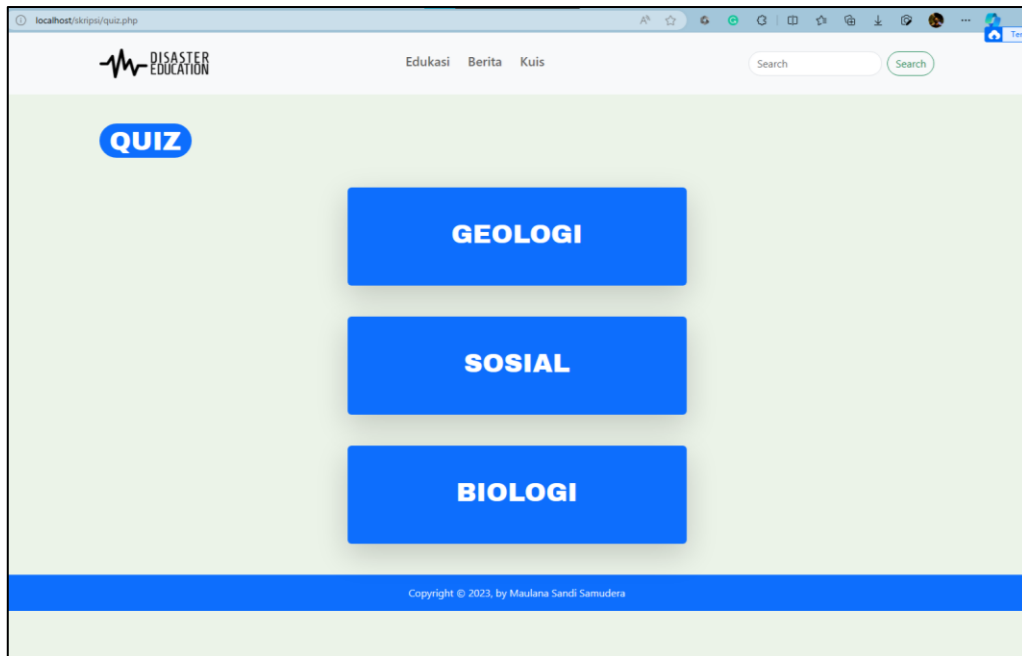 localhost/skripsi/quiz.php
DISASTER
EDUCATION
Edukasi Berita Kuis
Search Search
QUIZ
GEOLOGI
SOSIAL
BIOLOGI
Copyright © 2023, by Maulana Sandi Samudera